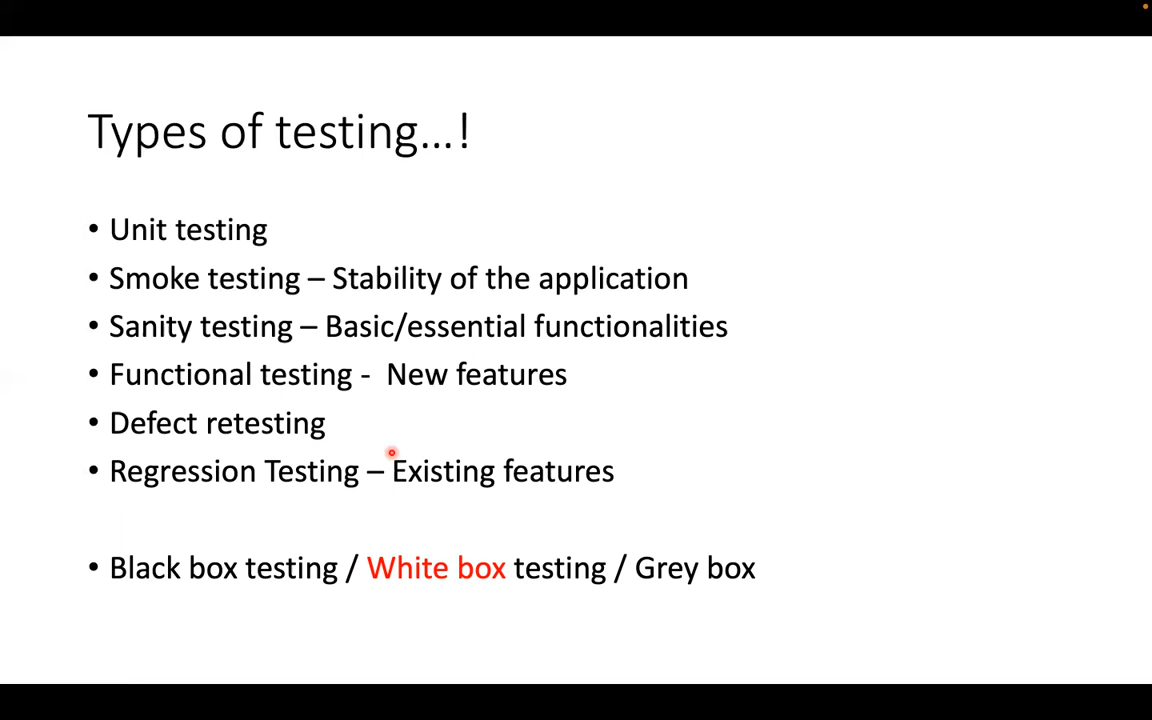 Types of testing...!
• Unit testing
• Smoke testing – Stability of the application
• Sanity testing – Basic/essential functionalities
• Functional testing -  New features
• Defect retesting
• Regression Testing – Existing features
• Black box testing / White box testing / Grey box